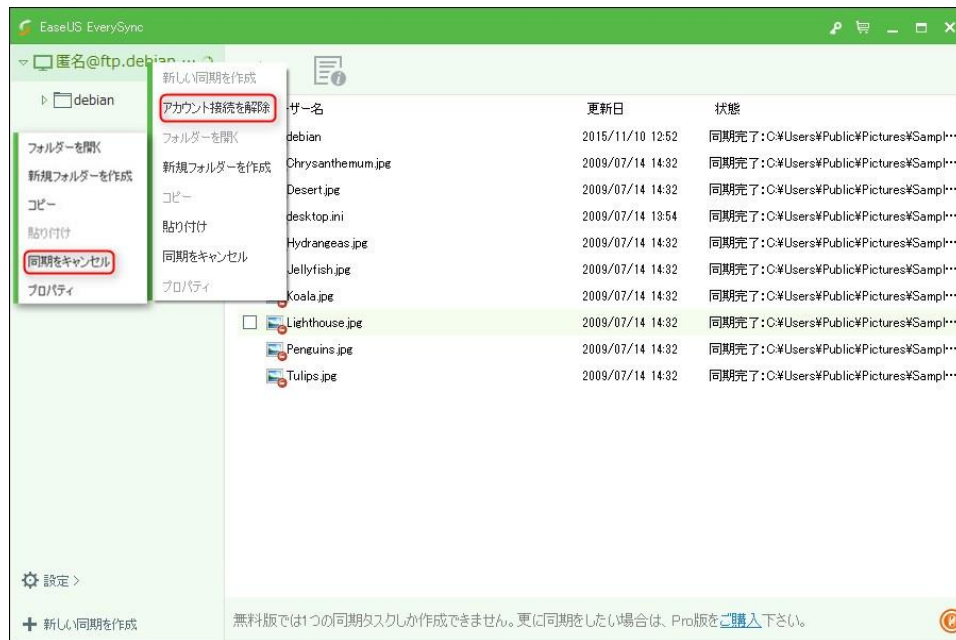 EaseUS EverySync
匿名@ftp.debian
debian
新しい同期を作成
アカウント接続を解除
フォルダーを開く
新規フォルダーを作成
コピー
貼り付け
同期をキャンセル
プロパティ
フォルダーを開く
新規フォルダーを作成
コピー
貼り付け
同期をキャンセル
プロパティ
ザー名 更新日 状態
debian 2015/11/10 12:52 同期完了:C:¥Users¥Public¥Pictures¥Sampl…
Chrysanthemum.jpg 2009/07/14 14:32 同期完了:C:¥Users¥Public¥Pictures¥Sampl…
Desert.jpg 2009/07/14 14:32 同期完了:C:¥Users¥Public¥Pictures¥Sampl…
desktop.ini 2009/07/14 13:54 同期完了:C:¥Users¥Public¥Pictures¥Sampl…
Hydrangeas.jpg 2009/07/14 14:32 同期完了:C:¥Users¥Public¥Pictures¥Sampl…
Jellyfish.jpg 2009/07/14 14:32 同期完了:C:¥Users¥Public¥Pictures¥Sampl…
Koala.jpg 2009/07/14 14:32 同期完了:C:¥Users¥Public¥Pictures¥Sampl…
Lighthouse.jpg 2009/07/14 14:32 同期完了:C:¥Users¥Public¥Pictures¥Sampl…
Penguins.jpg 2009/07/14 14:32 同期完了:C:¥Users¥Public¥Pictures¥Sampl…
Tulips.jpg 2009/07/14 14:32 同期完了:C:¥Users¥Public¥Pictures¥Sampl…
設定 >
新しい同期を作成
無料版では1つの同期タスクしか作成できません。更に同期をしたい場合は、Pro版をご購入下さい。